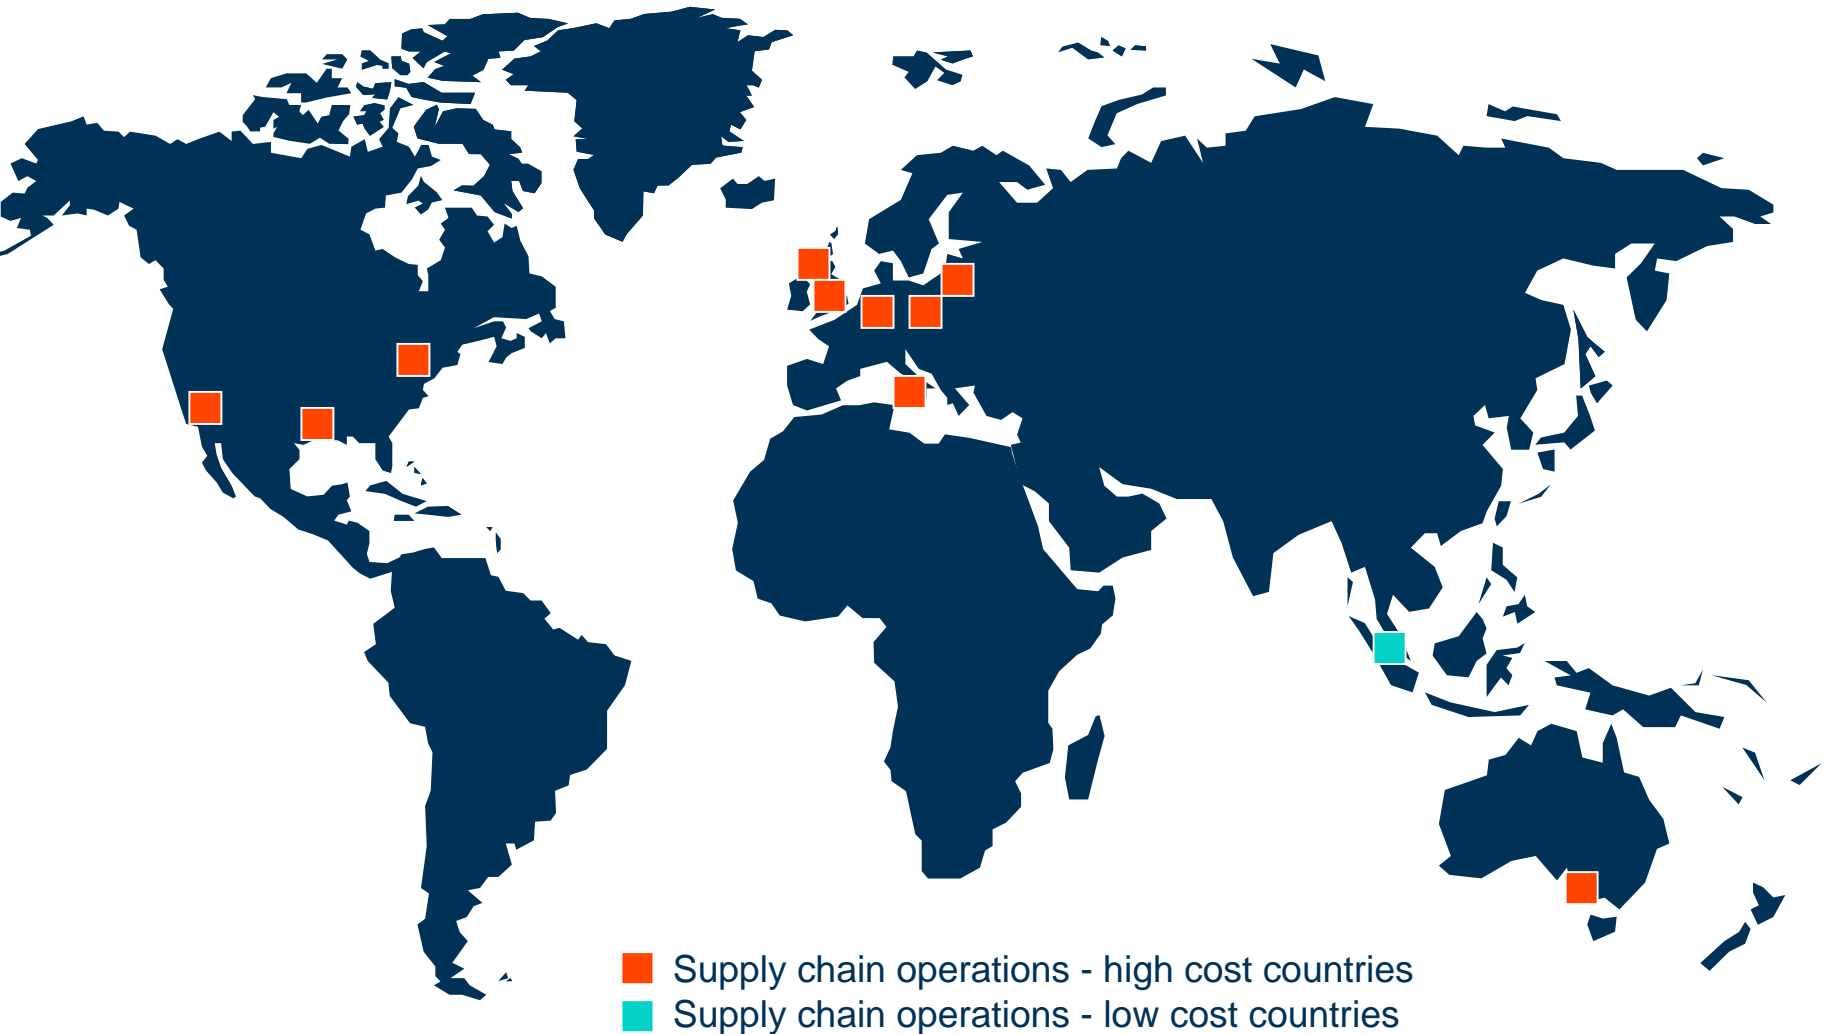 Supply chain operations - high cost countries
Supply chain operations - low cost countries